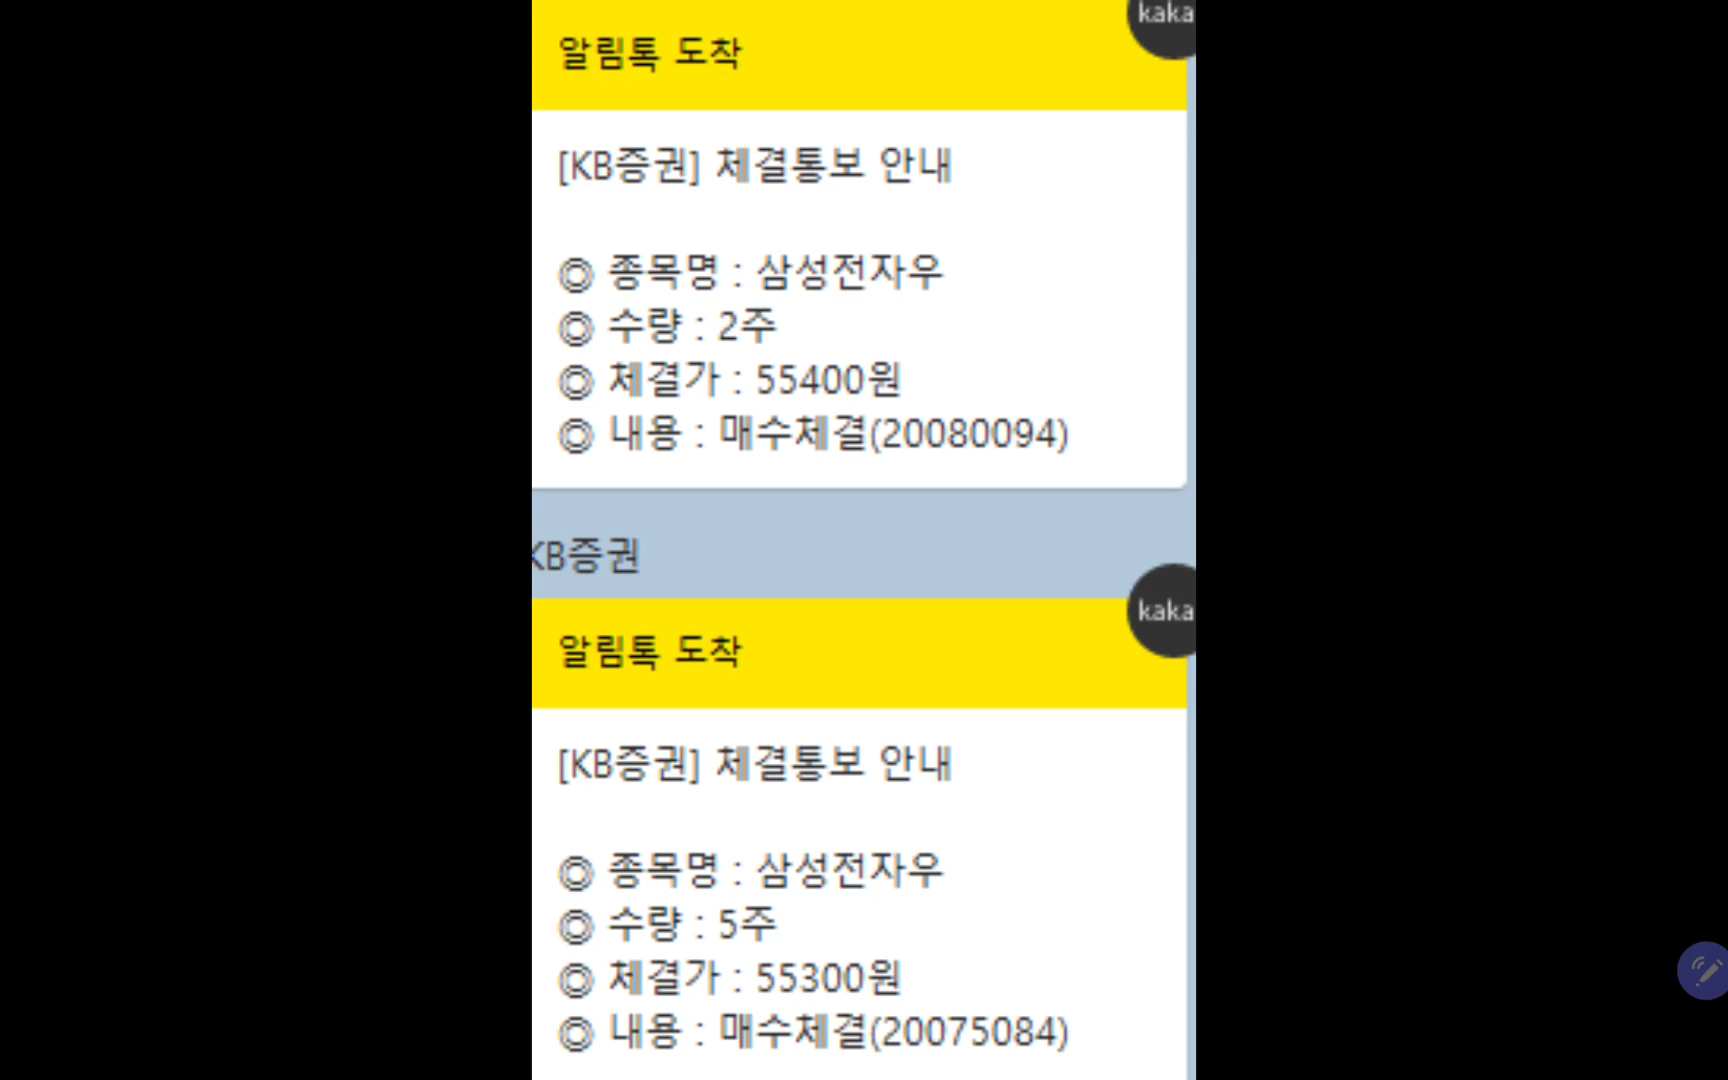 kaka
알림톡 도착
[KB증권] 체결통보 안내
◎ 종목명 : 삼성전자우
◎ 수량 : 2주
◎ 체결가 : 55400원
◎ 내용 : 매수체결(20080094)
KB증권
kaka
알림톡 도착
[KB증권] 체결통보 안내
◎ 종목명 : 삼성전자우
◎ 수량 : 5주
◎ 체결가 : 55300원
◎ 내용 : 매수체결(20075084)